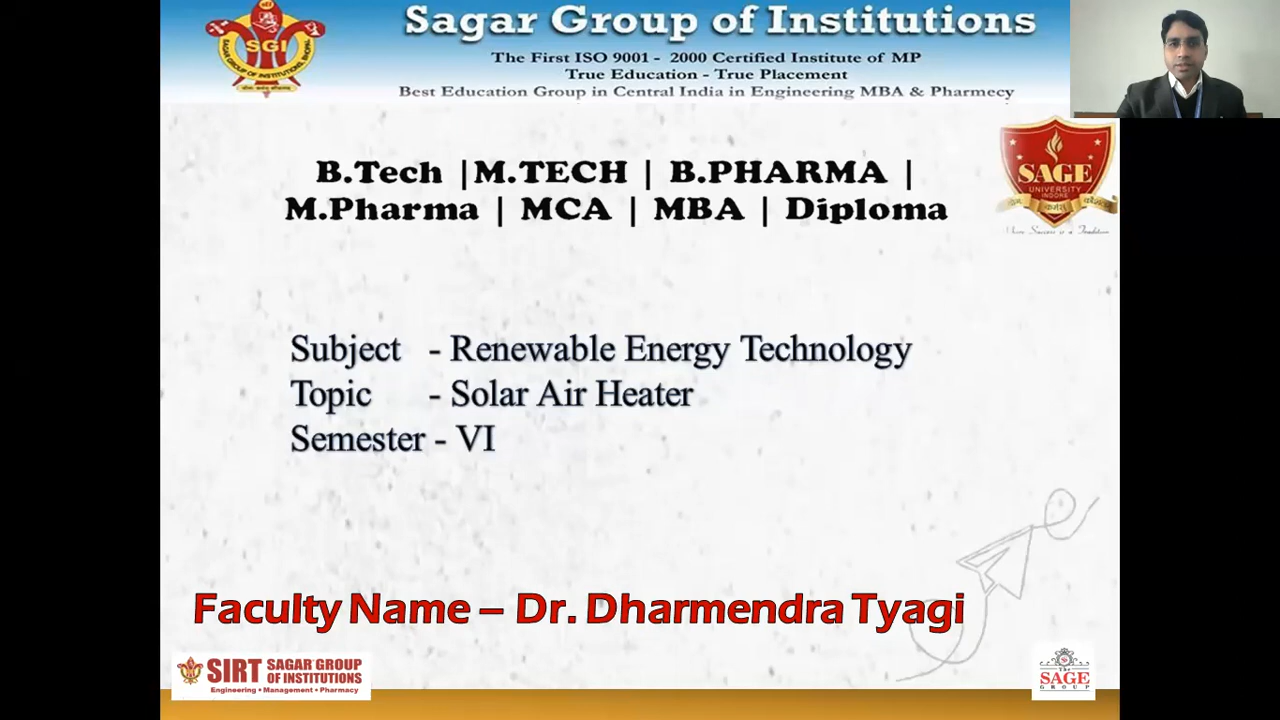 Sagar Group of Institutions
The First ISO 9001 - 2000 Certified Institute of MP
True Education - True Placement
Best Education Group in Central India in Engineering MBA & Pharmecy
SGI
B.Tech |M.TECH | B.PHARMA |
M.Pharma | MCA | MBA | Diploma
SAGE
UNIVERSITY
INDORE
Subject - Renewable Energy Technology
Topic - Solar Air Heater
Semester - VI
Faculty Name – Dr. Dharmendra Tyagi
SIRT SAGAR GROUP
OF INSTITUTIONS
Engineering • Management • Pharmacy
The
SAGE
GROUP